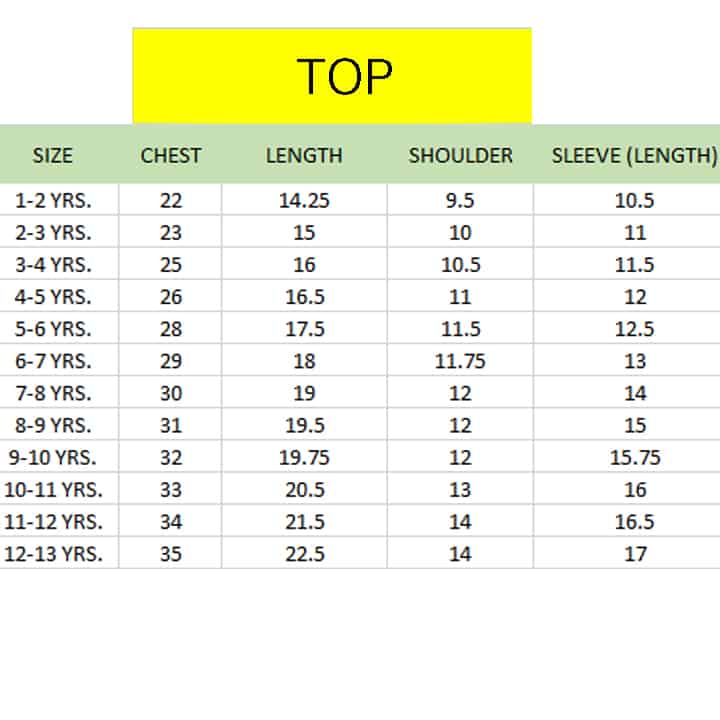 TOP
SIZE CHEST LENGTH SHOULDER SLEEVE (LENGTH)
1-2 YRS. 22 14.25 9.5 10.5
2-3 YRS. 23 15 10 11
3-4 YRS. 25 16 10.5 11.5
4-5 YRS. 26 16.5 11 12
5-6 YRS. 28 17.5 11.5 12.5
6-7 YRS. 29 18 11.75 13
7-8 YRS. 30 19 12 14
8-9 YRS. 31 19.5 12 15
9-10 YRS. 32 19.75 12 15.75
10-11 YRS. 33 20.5 13 16
11-12 YRS. 34 21.5 14 16.5
12-13 YRS. 35 22.5 14 17